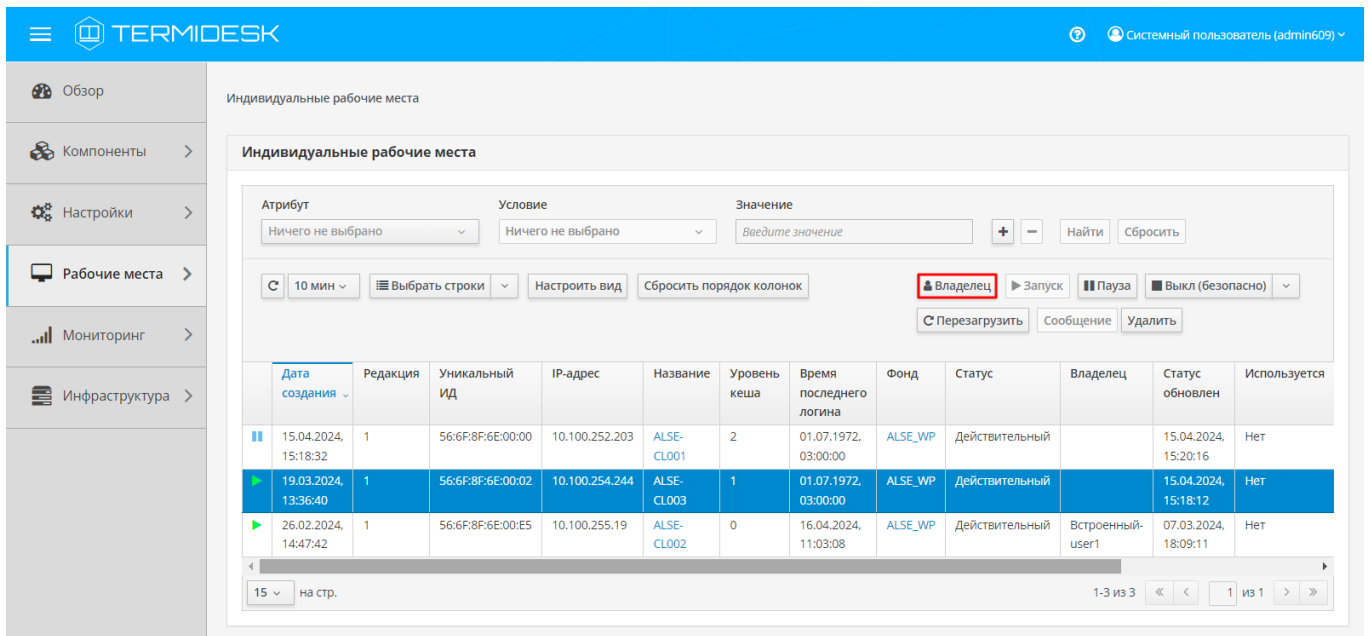 TERMIDESK
Системный пользователь (admin609)
Обзор
Компоненты
Настройки
Рабочие места
Мониторинг
Инфраструктура
Индивидуальные рабочие места
Индивидуальные рабочие места
Атрибут Условие Значение
Ничего не выбрано Ничего не выбрано Введите значение + − Найти Сбросить
10 мин Выбрать строки Настроить вид Сбросить порядок колонок Владелец Запуск Пауза Выкл (безопасно)
Перезагрузить Сообщение Удалить
Дата Редакция Уникальный IP-адрес Название Уровень Время Фонд Статус Владелец Статус Используется
создания ИД кеша последнего обновлен
логина
15.04.2024, 1 56:6F:8F:6E:00:00 10.100.252.203 ALSE- 2 01.07.1972, ALSE_WP Действительный 15.04.2024, Нет
15:18:32 CL001 03:00:00 15:20:16
19.03.2024, 1 56:6F:8F:6E:00:02 10.100.254.244 ALSE- 1 01.07.1972, ALSE_WP Действительный 15.04.2024, Нет
13:36:40 CL003 03:00:00 15:18:12
26.02.2024, 1 56:6F:8F:6E:00:E5 10.100.255.19 ALSE- 0 16.04.2024, ALSE_WP Действительный Встроенный- 07.03.2024, Нет
14:47:42 CL002 11:03:08 user1 18:09:11
15 на стр. 1-3 из 3 « < 1 из 1 > »